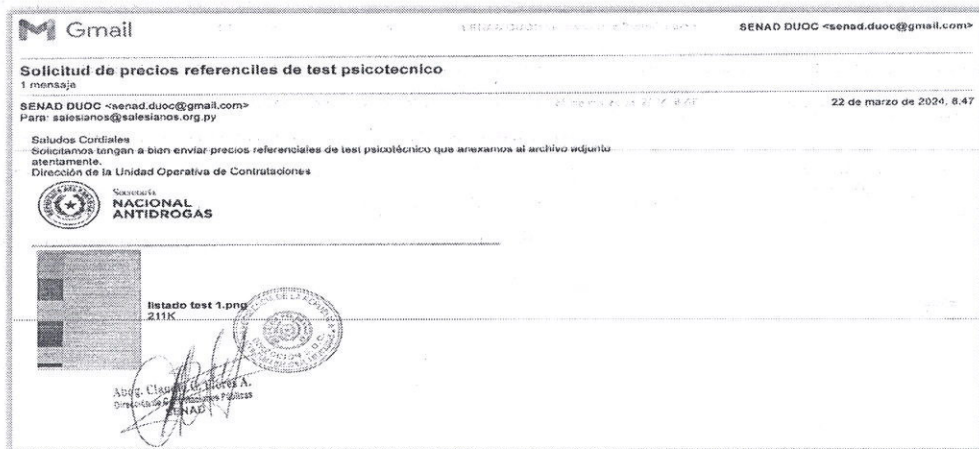 Gmail
SENAD DUOC <senad.duoc@gmail.com>
Solicitud de precios referenciles de test psicotecnico
1 mensaje
SENAD DUOC <senad.duoc@gmail.com>
22 de marzo de 2024, 8.47
Para: salesianos@salesianos.org.py
Saludos Cordiales
Solicitamos tengan a bien enviar precios referenciales de test psicotécnico que anexamos al archivo adjunto
atentamente.
Dirección de la Unidad Operativa de Contrataciones
Secretaría
NACIONAL
ANTIDROGAS
listado test 1.png
211K
Abog.
SENAD